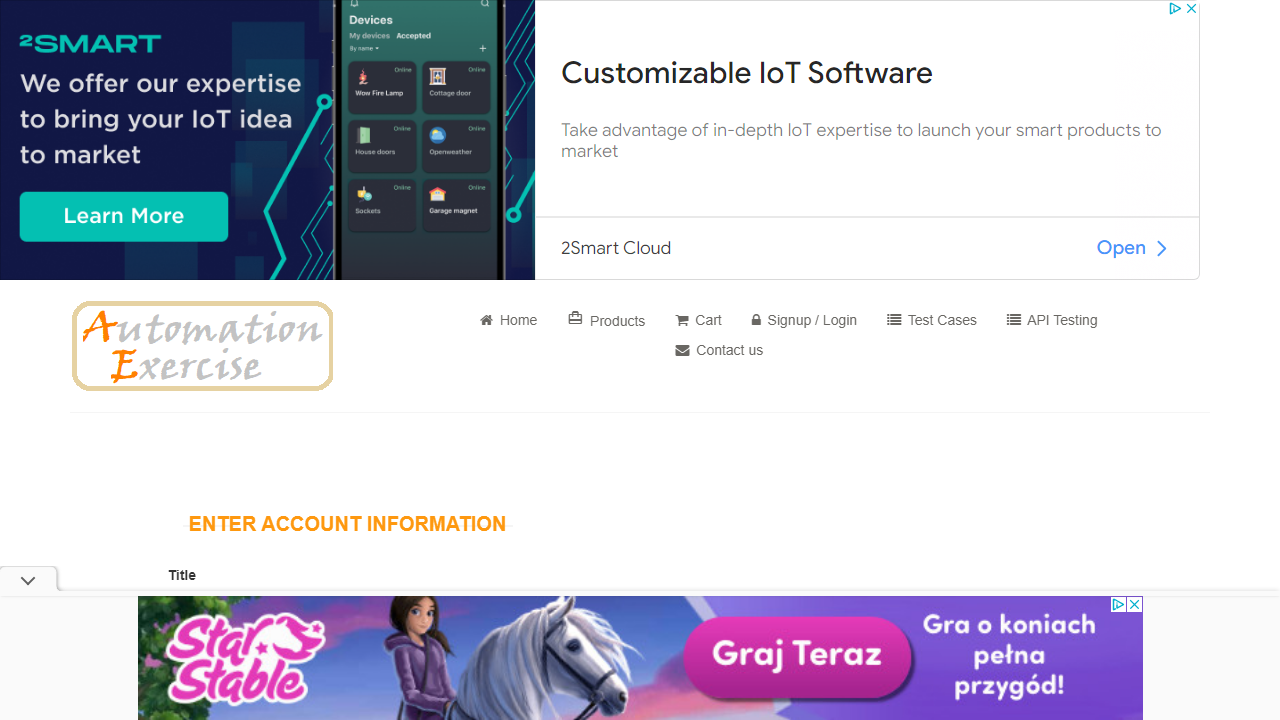 2SMART
We offer our expertise
to bring your IoT idea
to market
Learn More
Devices
My devices Accepted
By name
+
Online
Wow Fire Lamp
Online
Cottage door
Online
House doors
Online
Openweather
Online
Sockets
Online
Garage magnet
Customizable IoT Software
Take advantage of in-depth IoT expertise to launch your smart products to
market
2Smart Cloud
Open
Automation
Exercise
Home
Products
Cart
Signup / Login
Test Cases
API Testing
Contact us
ENTER ACCOUNT INFORMATION
Title
Star
Stable
Graj Teraz
Gra o koniach
pełna
przygód!